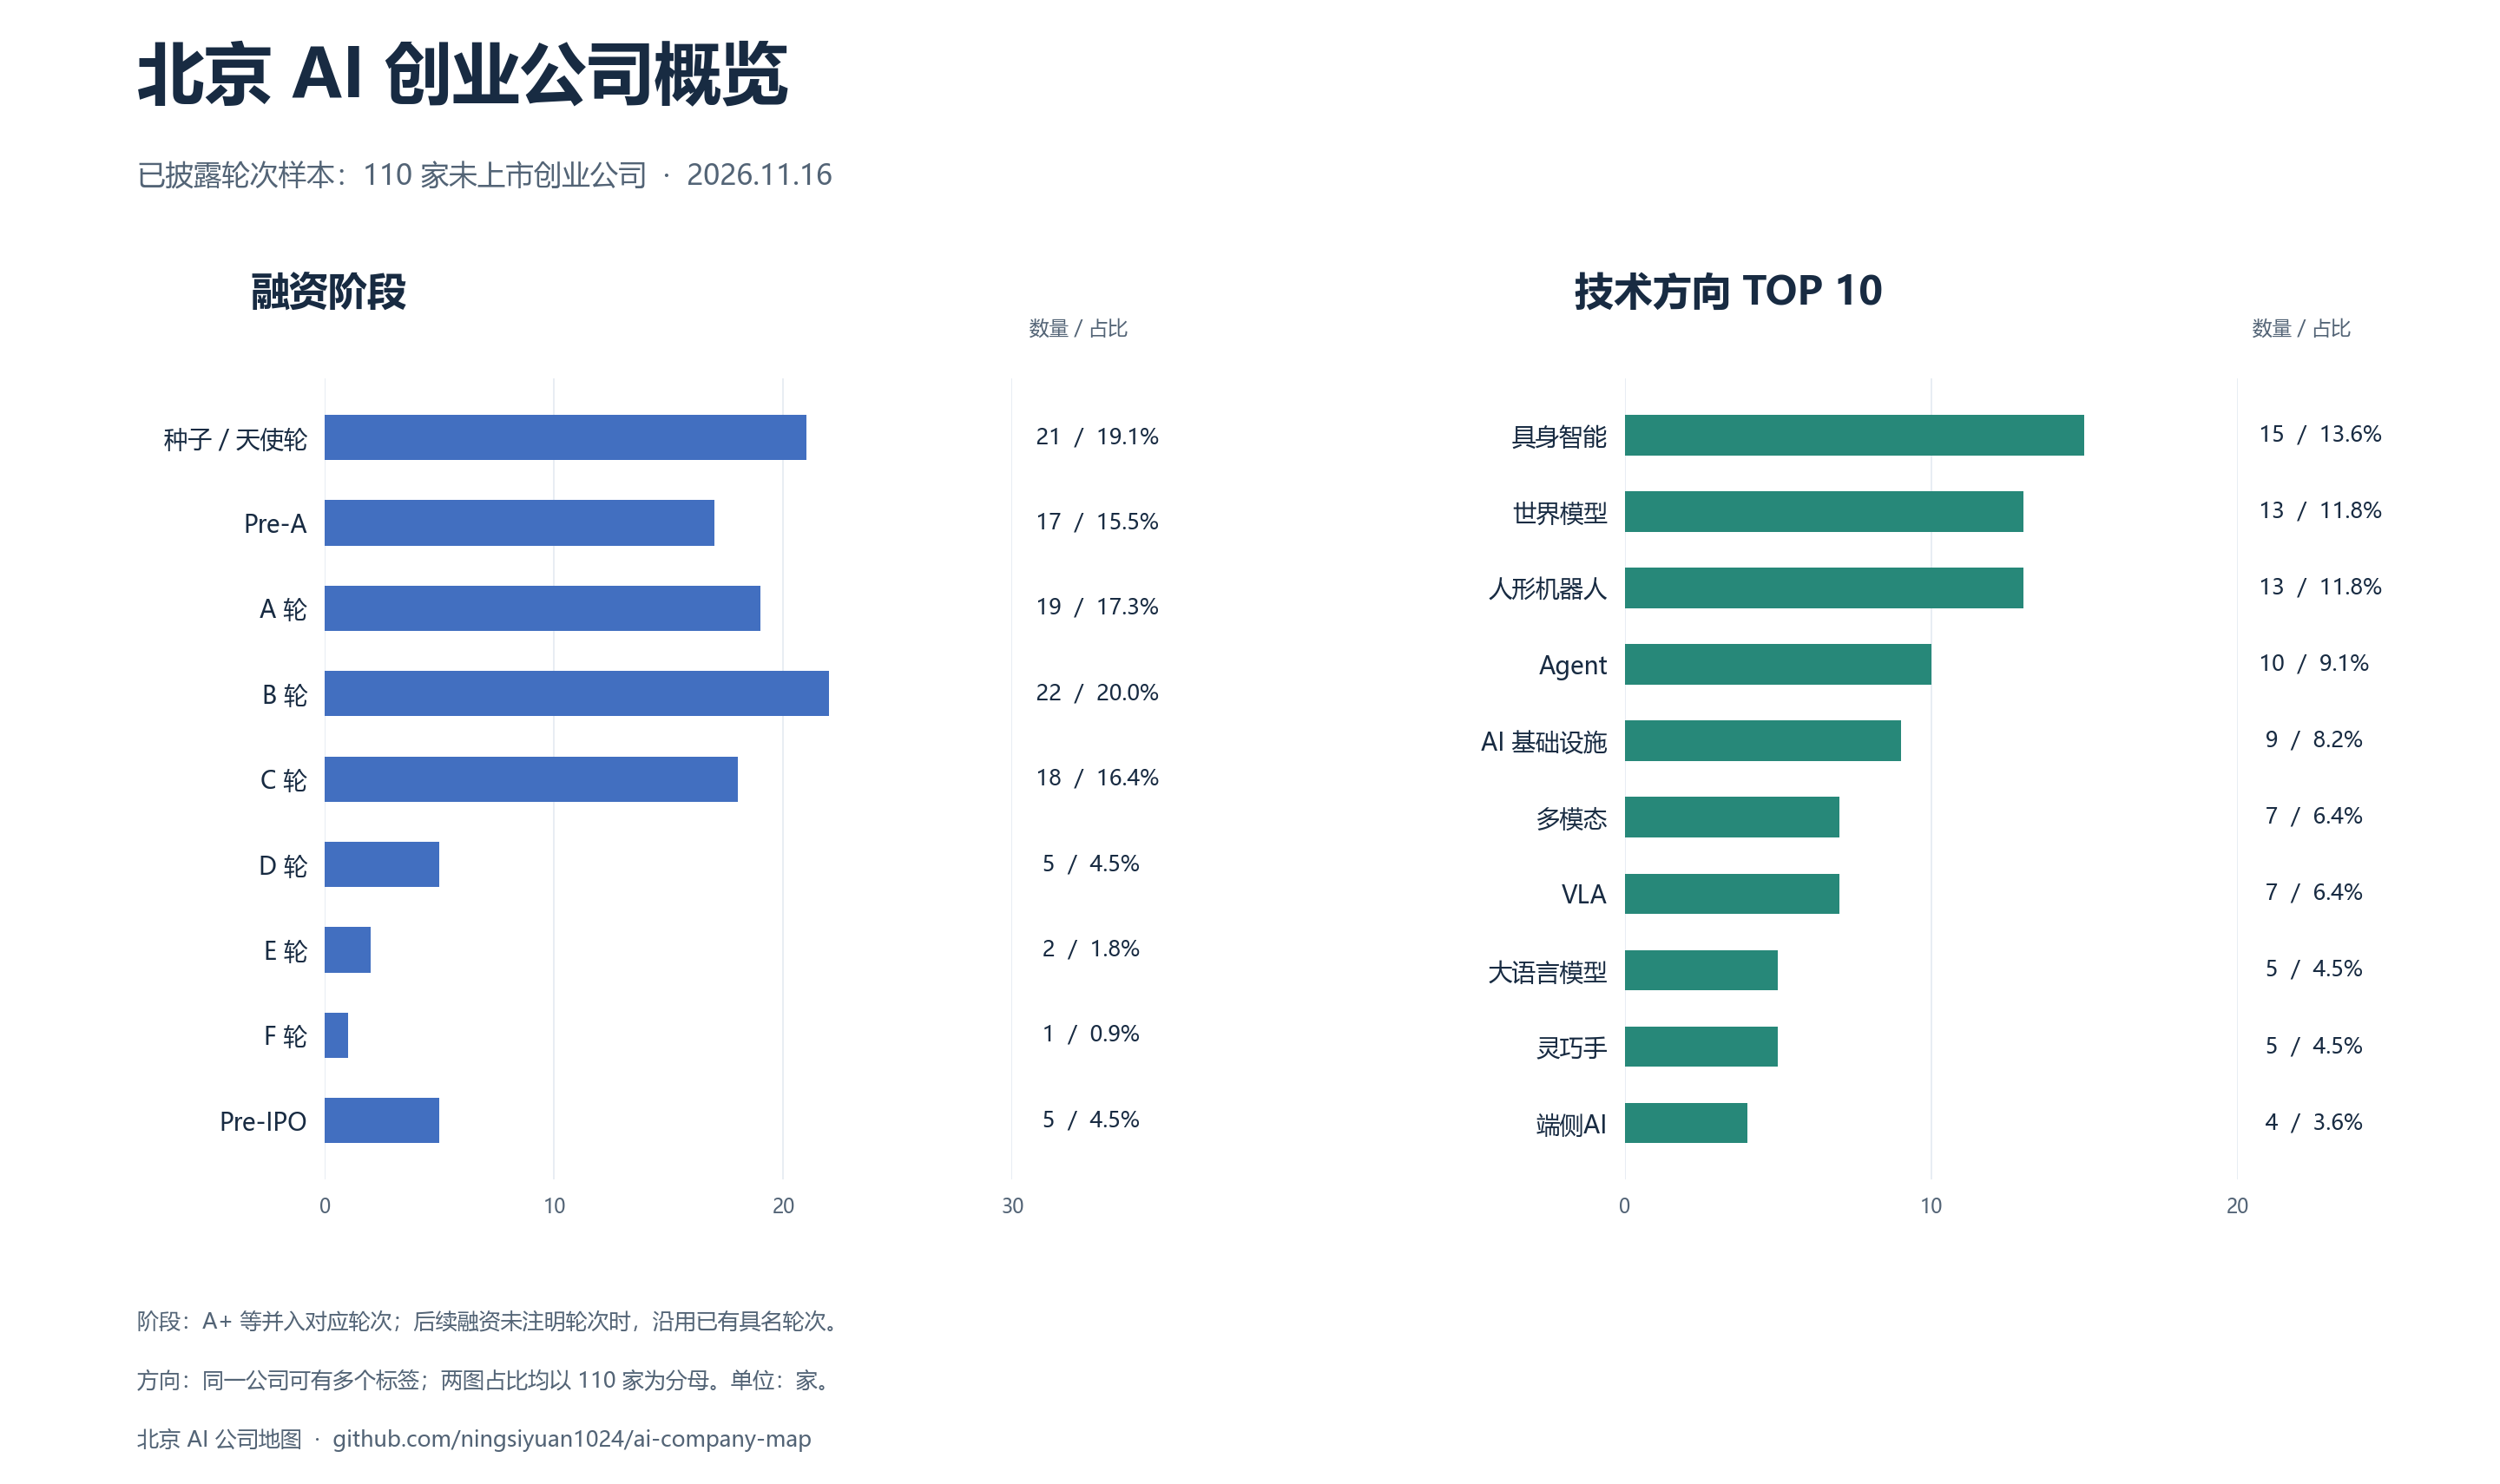 北京 AI 创业公司概览
已披露轮次样本：110 家未上市创业公司 · 2026.11.16
融资阶段
数量 / 占比
种子 / 天使轮 21 / 19.1%
Pre-A 17 / 15.5%
A 轮 19 / 17.3%
B 轮 22 / 20.0%
C 轮 18 / 16.4%
D 轮 5 / 4.5%
E 轮 2 / 1.8%
F 轮 1 / 0.9%
Pre-IPO 5 / 4.5%
0 10 20 30
技术方向 TOP 10
数量 / 占比
具身智能 15 / 13.6%
世界模型 13 / 11.8%
人形机器人 13 / 11.8%
Agent 10 / 9.1%
AI 基础设施 9 / 8.2%
多模态 7 / 6.4%
VLA 7 / 6.4%
大语言模型 5 / 4.5%
灵巧手 5 / 4.5%
端侧AI 4 / 3.6%
0 10 20
阶段：A+ 等并入对应轮次；后续融资未注明轮次时，沿用已有具名轮次。
方向：同一公司可有多个标签；两图占比均以 110 家为分母。单位：家。
北京 AI 公司地图 · github.com/ningsiyuan1024/ai-company-map